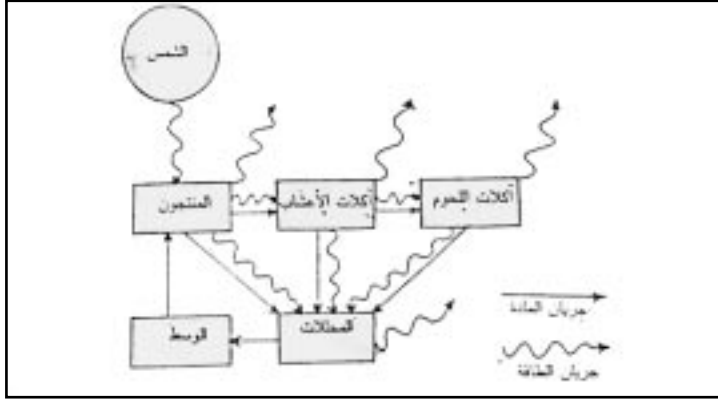 الشمس
المنتجون
آكلات الأعشاب
آكلات اللحوم
الوسط
المحللات
جريان المادة
جريان الطاقة